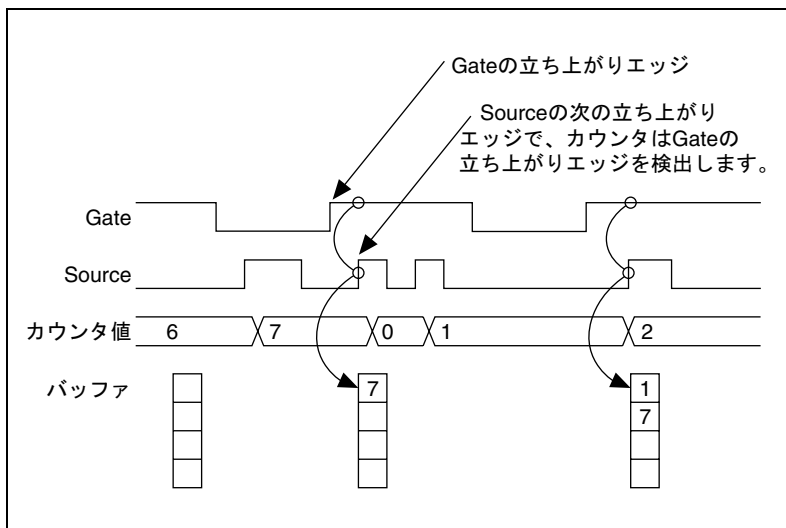 Gateの立ち上がりエッジ
Sourceの次の立ち上がり
エッジで、カウンタはGateの
立ち上がりエッジを検出します。
Gate
Source
カウンタ値 6 7 0 1 2
バッファ 7 1
7